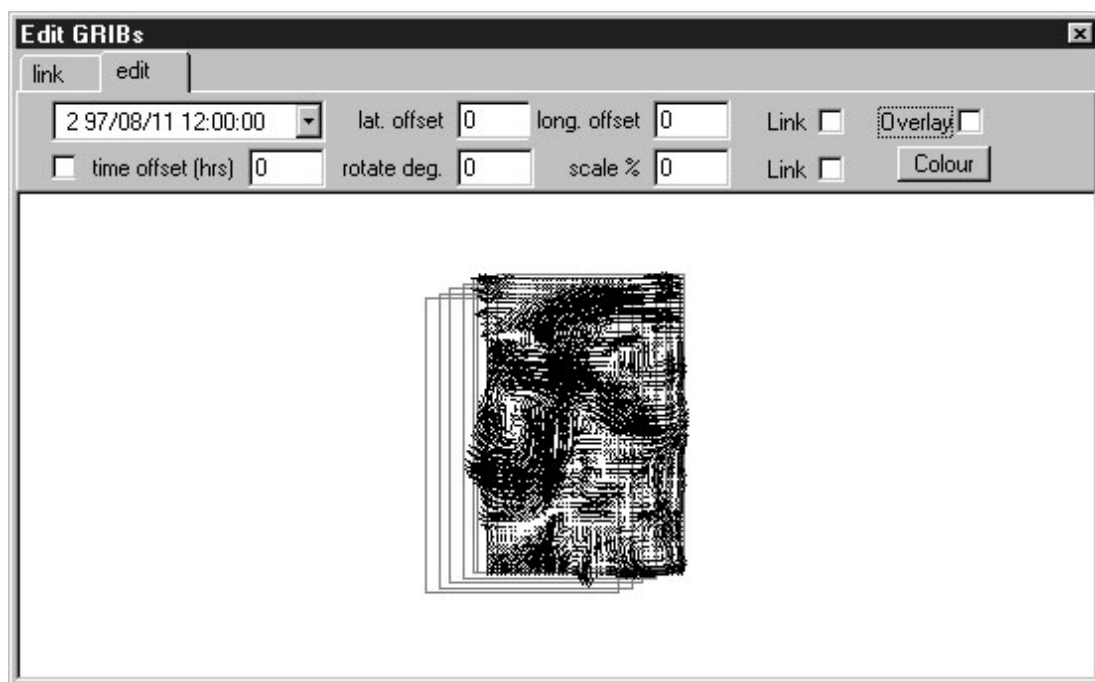 Edit GRIBs
link edit
2 97/08/11 12:00:00 lat. offset 0 long. offset 0 Link Overlay
time offset (hrs) 0 rotate deg. 0 scale % 0 Link Colour